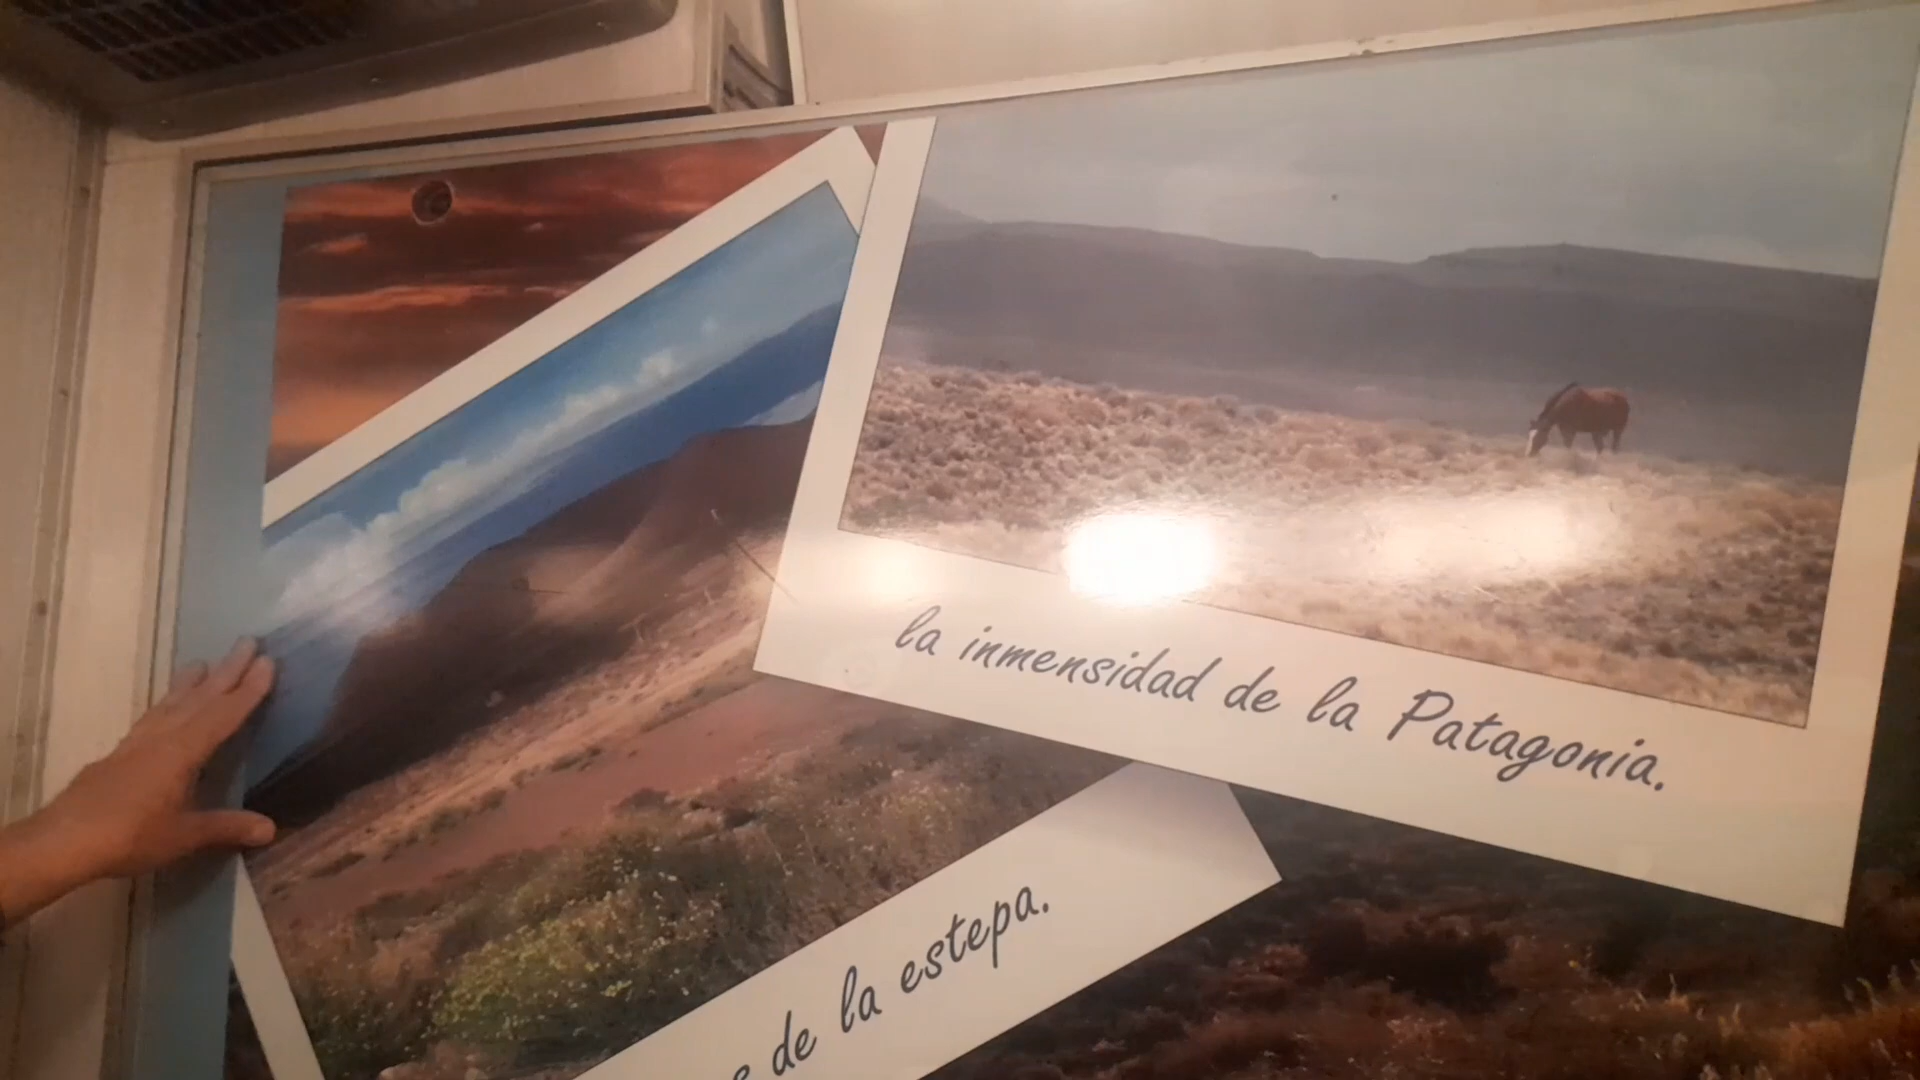 la inmensidad de la Patagonia.
de la estepa.